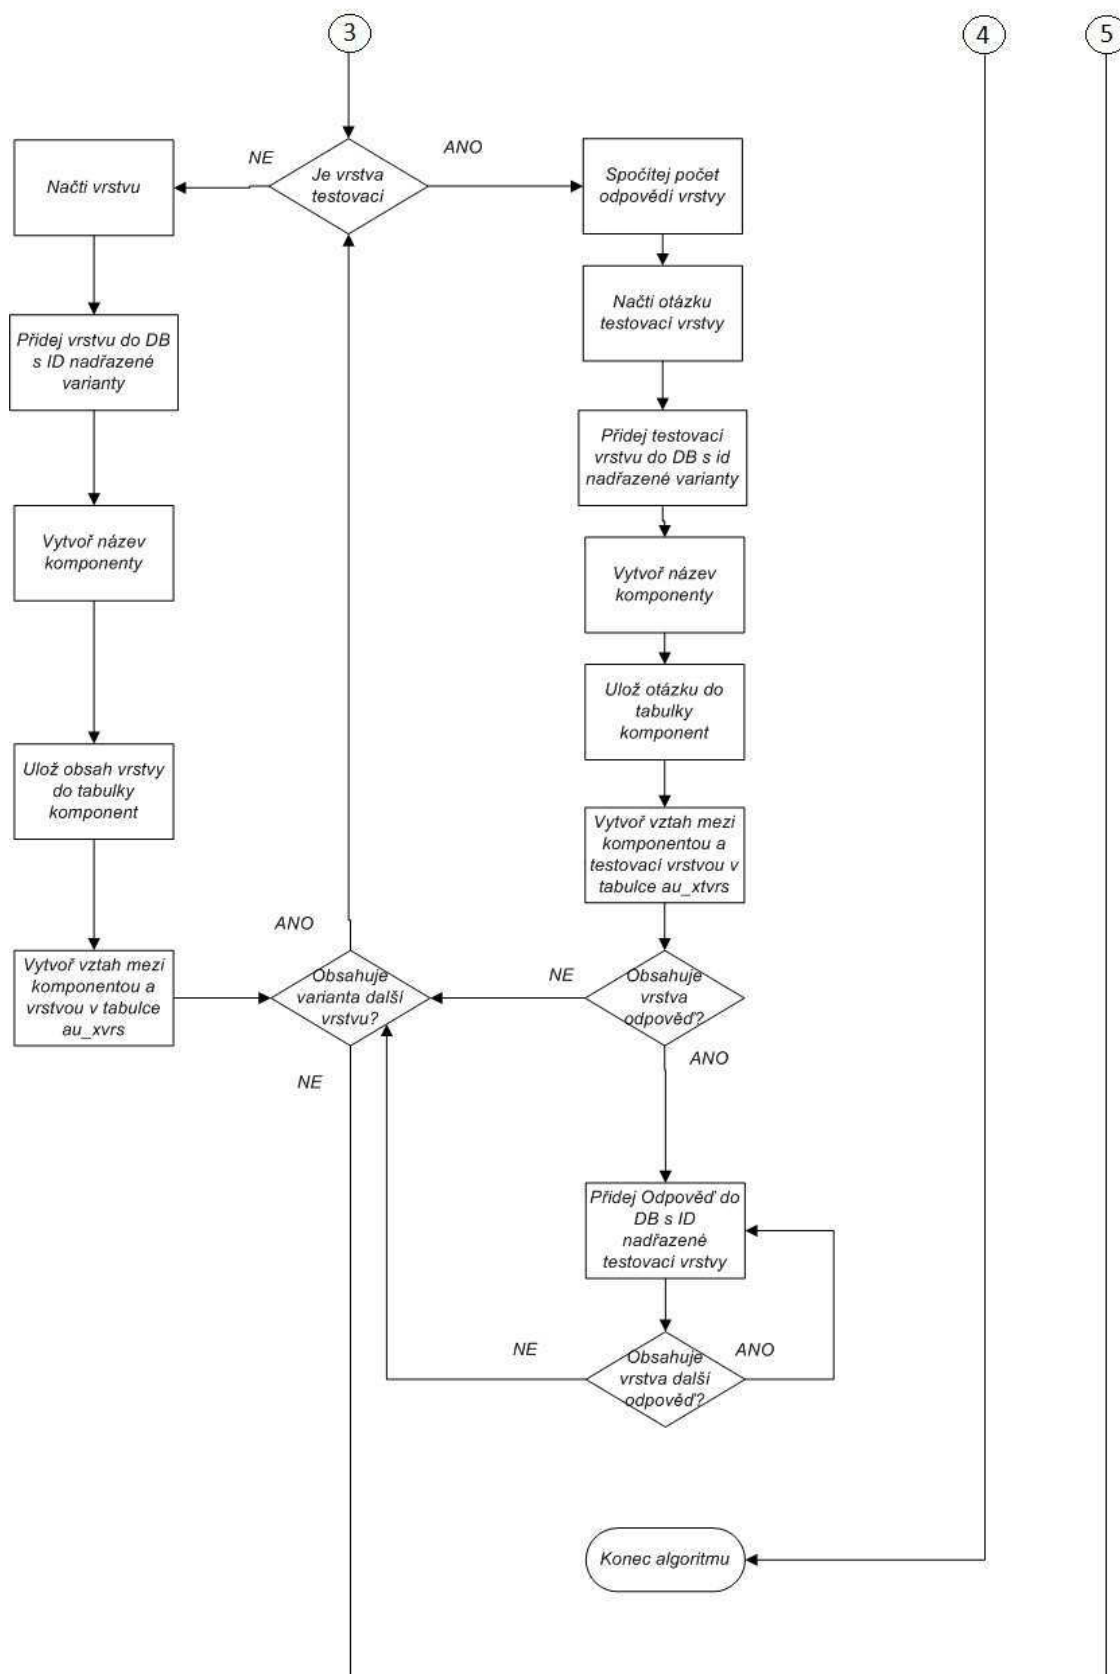 3
4
5
NE
ANO
Je vrstva
testovací
Načti vrstvu
Spočítej počet
odpovědí vrstvy
Načti otázku
testovací vrstvy
Přidej vrstvu do DB
s ID nadřazené
varianty
Přidej testovací
vrstvu do DB s id
nadřazené varianty
Vytvoř název
komponenty
Vytvoř název
komponenty
Ulož otázku do
tabulky
komponent
Ulož obsah vrstvy
do tabulky
komponent
Vytvoř vztah mezi
komponentou a
testovací vrstvou v
tabulce au_xtvrs
ANO
Vytvoř vztah mezi
komponentou a
vrstvou v tabulce
au_xvrs
Obsahuje
varianta další
vrstvu?
NE
Obsahuje
vrstva
odpověď?
NE
ANO
Přidej Odpověď do
DB s ID
nadřazené
testovací vrstvy
NE
ANO
Obsahuje
vrstva další
odpověď?
Konec algoritmu